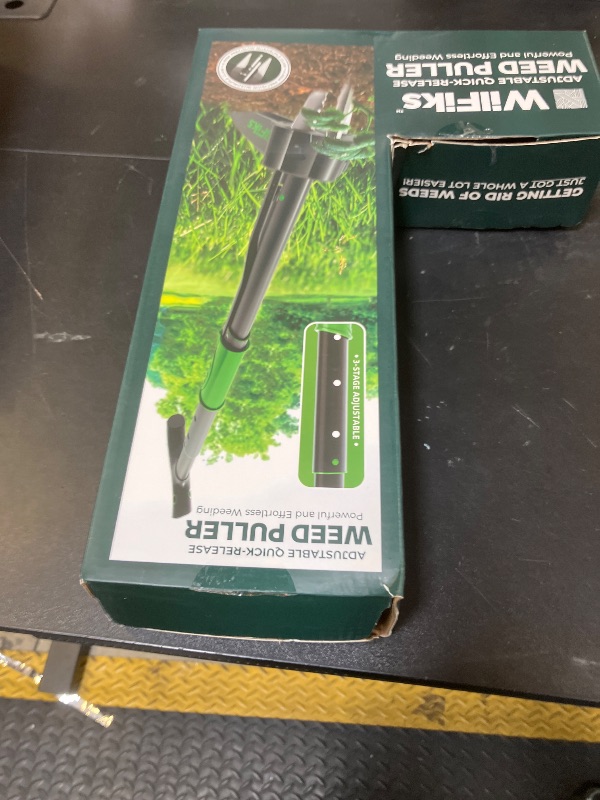 WilFiks™
ADJUSTABLE QUICK-RELEASE
WEED PULLER
Powerful and Effortless Weeding
GETTING RID OF WEEDS
JUST GOT A WHOLE LOT EASIER!
ADJUSTABLE QUICK-RELEASE
WEED PULLER
Powerful and Effortless Weeding
• 3-STAGE ADJUSTABLE •